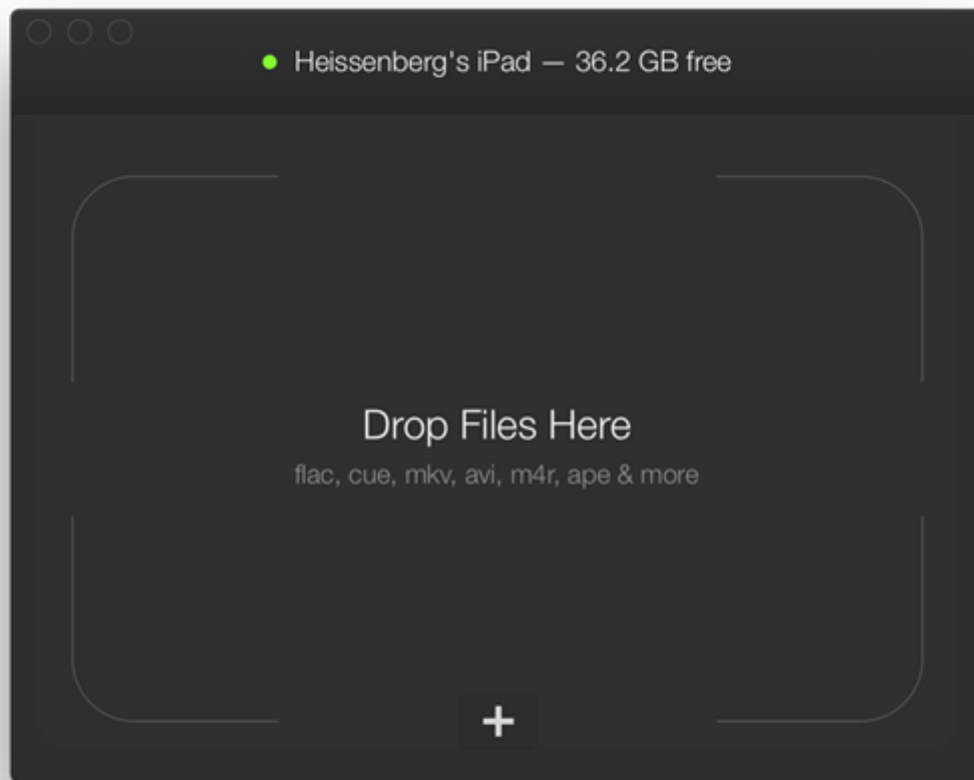 Heissenberg's iPad — 36.2 GB free
Drop Files Here
flac, cue, mkv, avi, m4r, ape & more